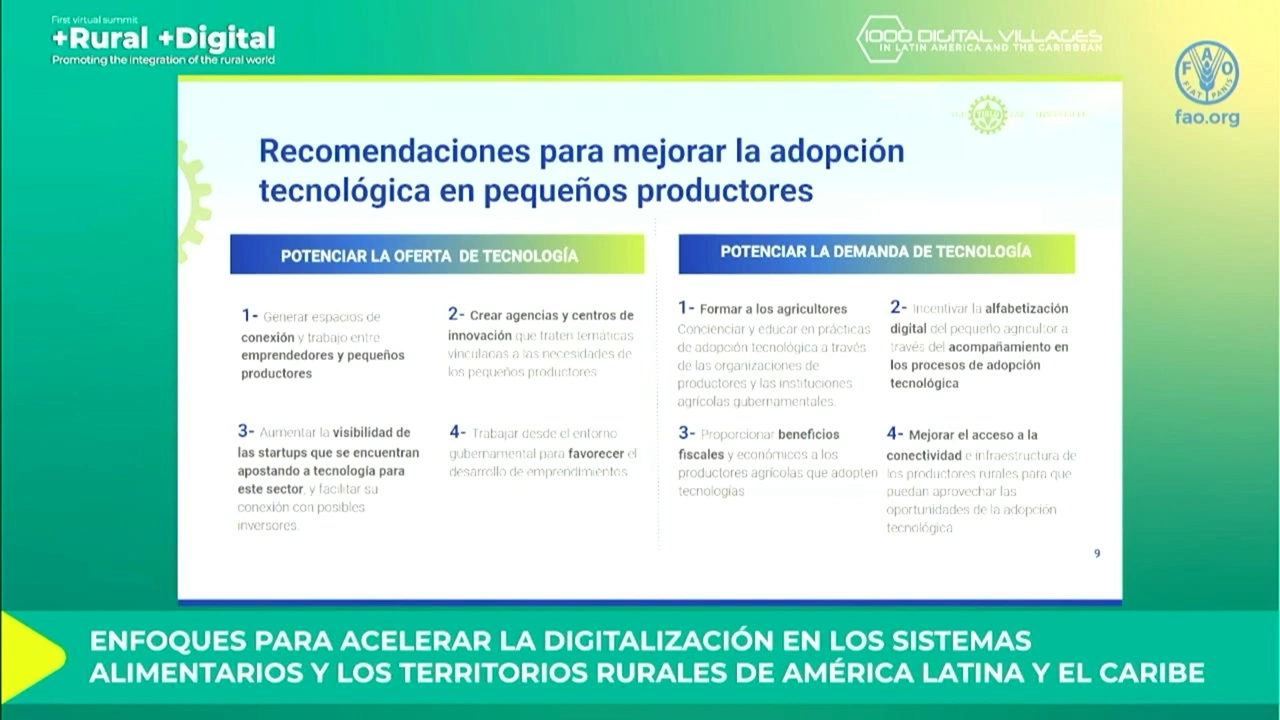 First virtual summit
+Rural +Digital
Promoting the integration of the rural world
1000 DIGITAL VILLAGES
IN LATIN AMERICA AND THE CARIBBEAN
FAO
FIAT PANIS
fao.org
Recomendaciones para mejorar la adopción
tecnológica en pequeños productores
POTENCIAR LA OFERTA DE TECNOLOGÍA
1- Generar espacios de
conexión y trabajo entre
emprendedores y pequeños
productores
2- Crear agencias y centros de
innovación que traten temáticas
vinculadas a las necesidades de
los pequeños productores
3- Aumentar la visibilidad de
las startups que se encuentran
apostando a tecnología para
este sector, y facilitar su
conexión con posibles
inversores.
4- Trabajar desde el entorno
gubernamental para favorecer el
desarrollo de emprendimientos
POTENCIAR LA DEMANDA DE TECNOLOGÍA
1- Formar a los agricultores
Concienciar y educar en prácticas
de adopción tecnológica a través
de las organizaciones de
productores y las instituciones
agrícolas gubernamentales.
2- Incentivar la alfabetización
digital del pequeño agricultor a
través del acompañamiento en
los procesos de adopción
tecnológica
3- Proporcionar beneficios
fiscales y económicos a los
productores agrícolas que adopten
tecnologías
4- Mejorar el acceso a la
conectividad e infraestructura de
los productores rurales para que
puedan aprovechar las
oportunidades de la adopción
tecnológica
9
ENFOQUES PARA ACELERAR LA DIGITALIZACIÓN EN LOS SISTEMAS
ALIMENTARIOS Y LOS TERRITORIOS RURALES DE AMÉRICA LATINA Y EL CARIBE